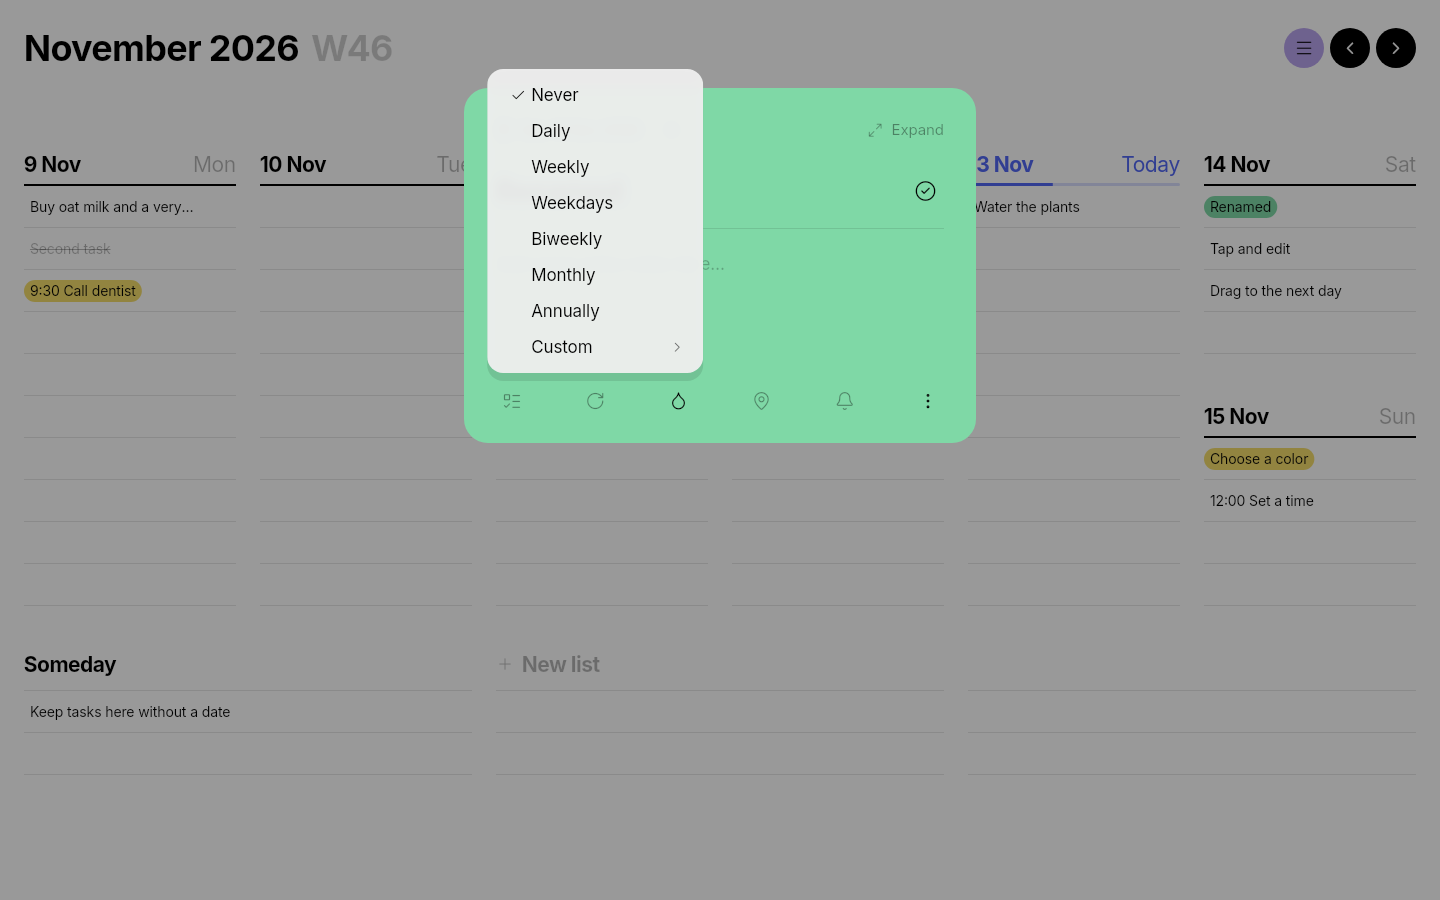 November 2026 W46
Never
Daily
Weekly
Weekdays
Biweekly
Monthly
Annually
Custom
Expand
e...
9 Nov Mon
Buy oat milk and a very...
Second task
9:30 Call dentist
10 Nov Tue
3 Nov Today
Water the plants
14 Nov Sat
Renamed
Tap and edit
Drag to the next day
15 Nov Sun
Choose a color
12:00 Set a time
Someday
Keep tasks here without a date
New list